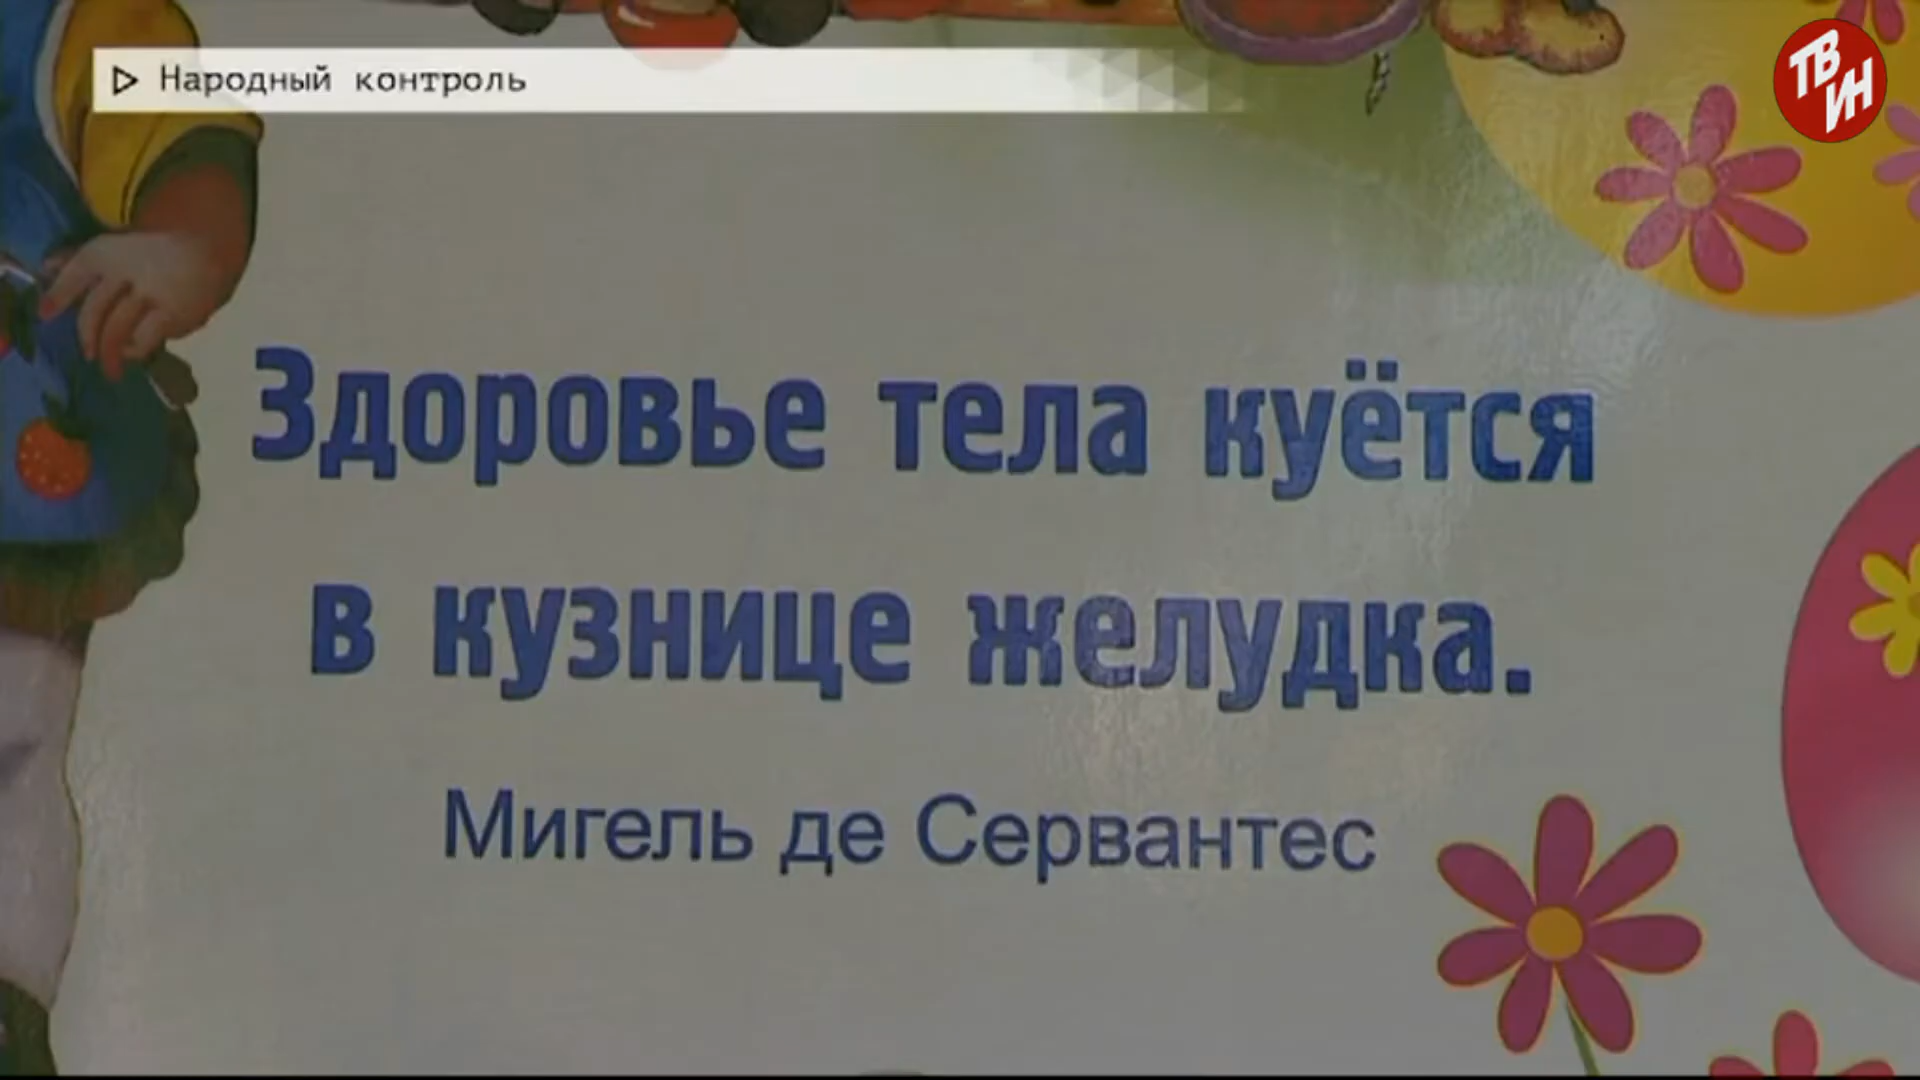 Народный контроль
ТВ
ИН
Здоровье тела куётся
в кузнице желудка.
Мигель де Сервантес